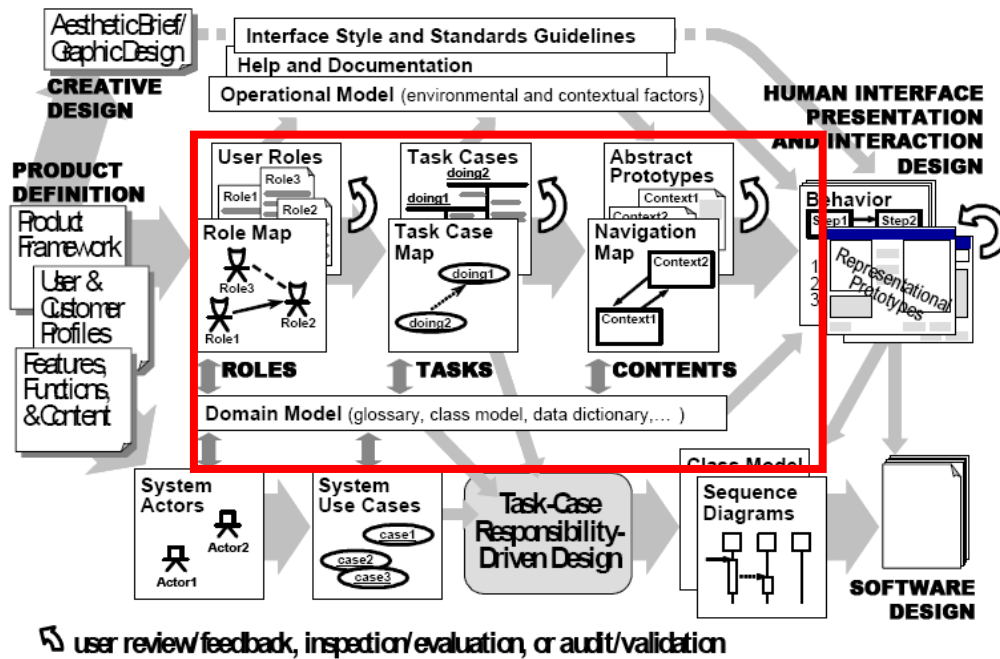 Aesthetic Brief/
Graphic Design
CREATIVE
DESIGN
Interface Style and Standards Guidelines
Help and Documentation
Operational Model (environmental and contextual factors)
HUMAN INTERFACE
PRESENTATION
AND INTERACTION
DESIGN
PRODUCT
DEFINITION
Product
Framework
User &
Customer
Profiles
Features,
Functions,
& Content
User Roles
Role3
Role1
Role2
Role Map
Role3
Role2
Role1
ROLES
Task Cases
doing2
doing1
Task Case
Map
doing1
doing2
TASKS
Abstract
Prototypes
Context1
Context2
Navigation
Map
Context2
Context1
CONTENTS
Behavior
Step1
Step2
1
2
3
Representational
Pretotypes
Domain Model (glossary, class model, data dictionary,… )
System
Actors
Actor2
Actor1
System
Use Cases
case1
case2
case3
Task-Case
Responsibility-
Driven Design
Class Model
Sequence
Diagrams
SOFTWARE
DESIGN
user review/feedback, inspection/evaluation, or audit/validation